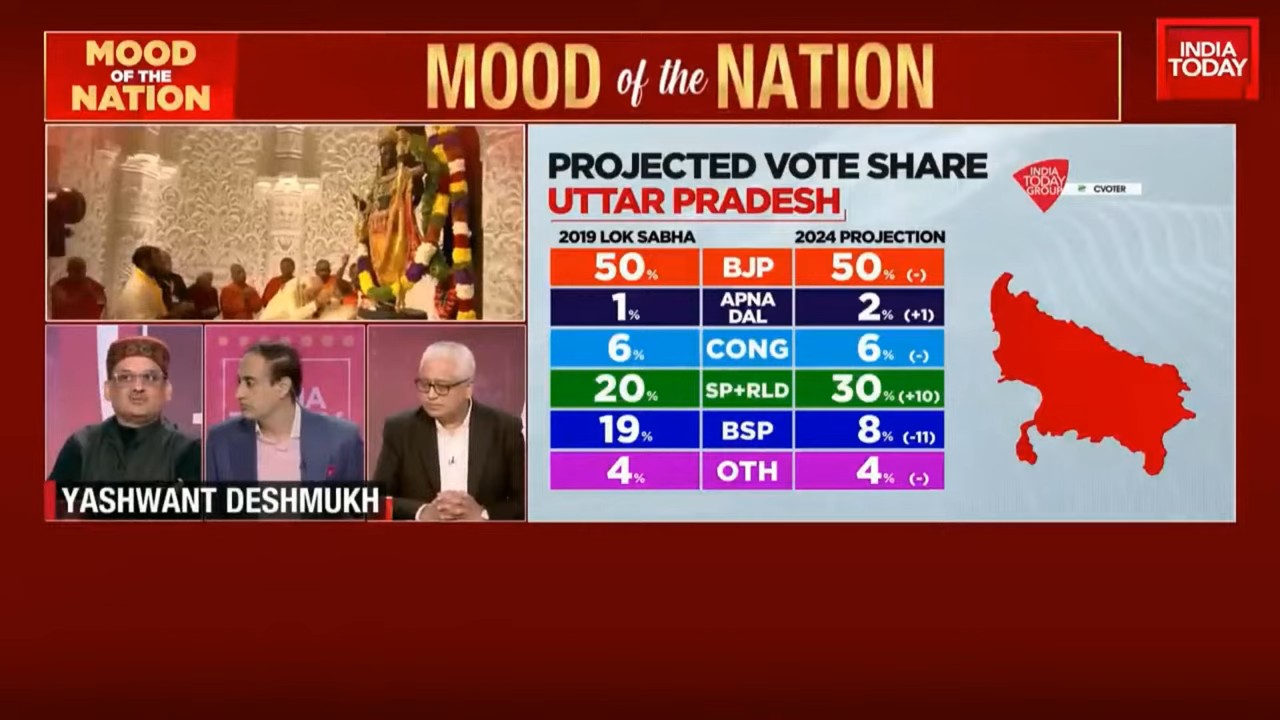 MOOD
OF THE
NATION
MOOD of the NATION
INDIA
TODAY
PROJECTED VOTE SHARE
UTTAR PRADESH
INDIA
TODAY
GROUP
CVOTER
2019 LOK SABHA 2024 PROJECTION
50% BJP 50% (-)
1% APNA DAL 2% (+1)
6% CONG 6% (-)
20% SP+RLD 30% (+10)
19% BSP 8% (-11)
4% OTH 4% (-)
YASHWANT DESHMUKH